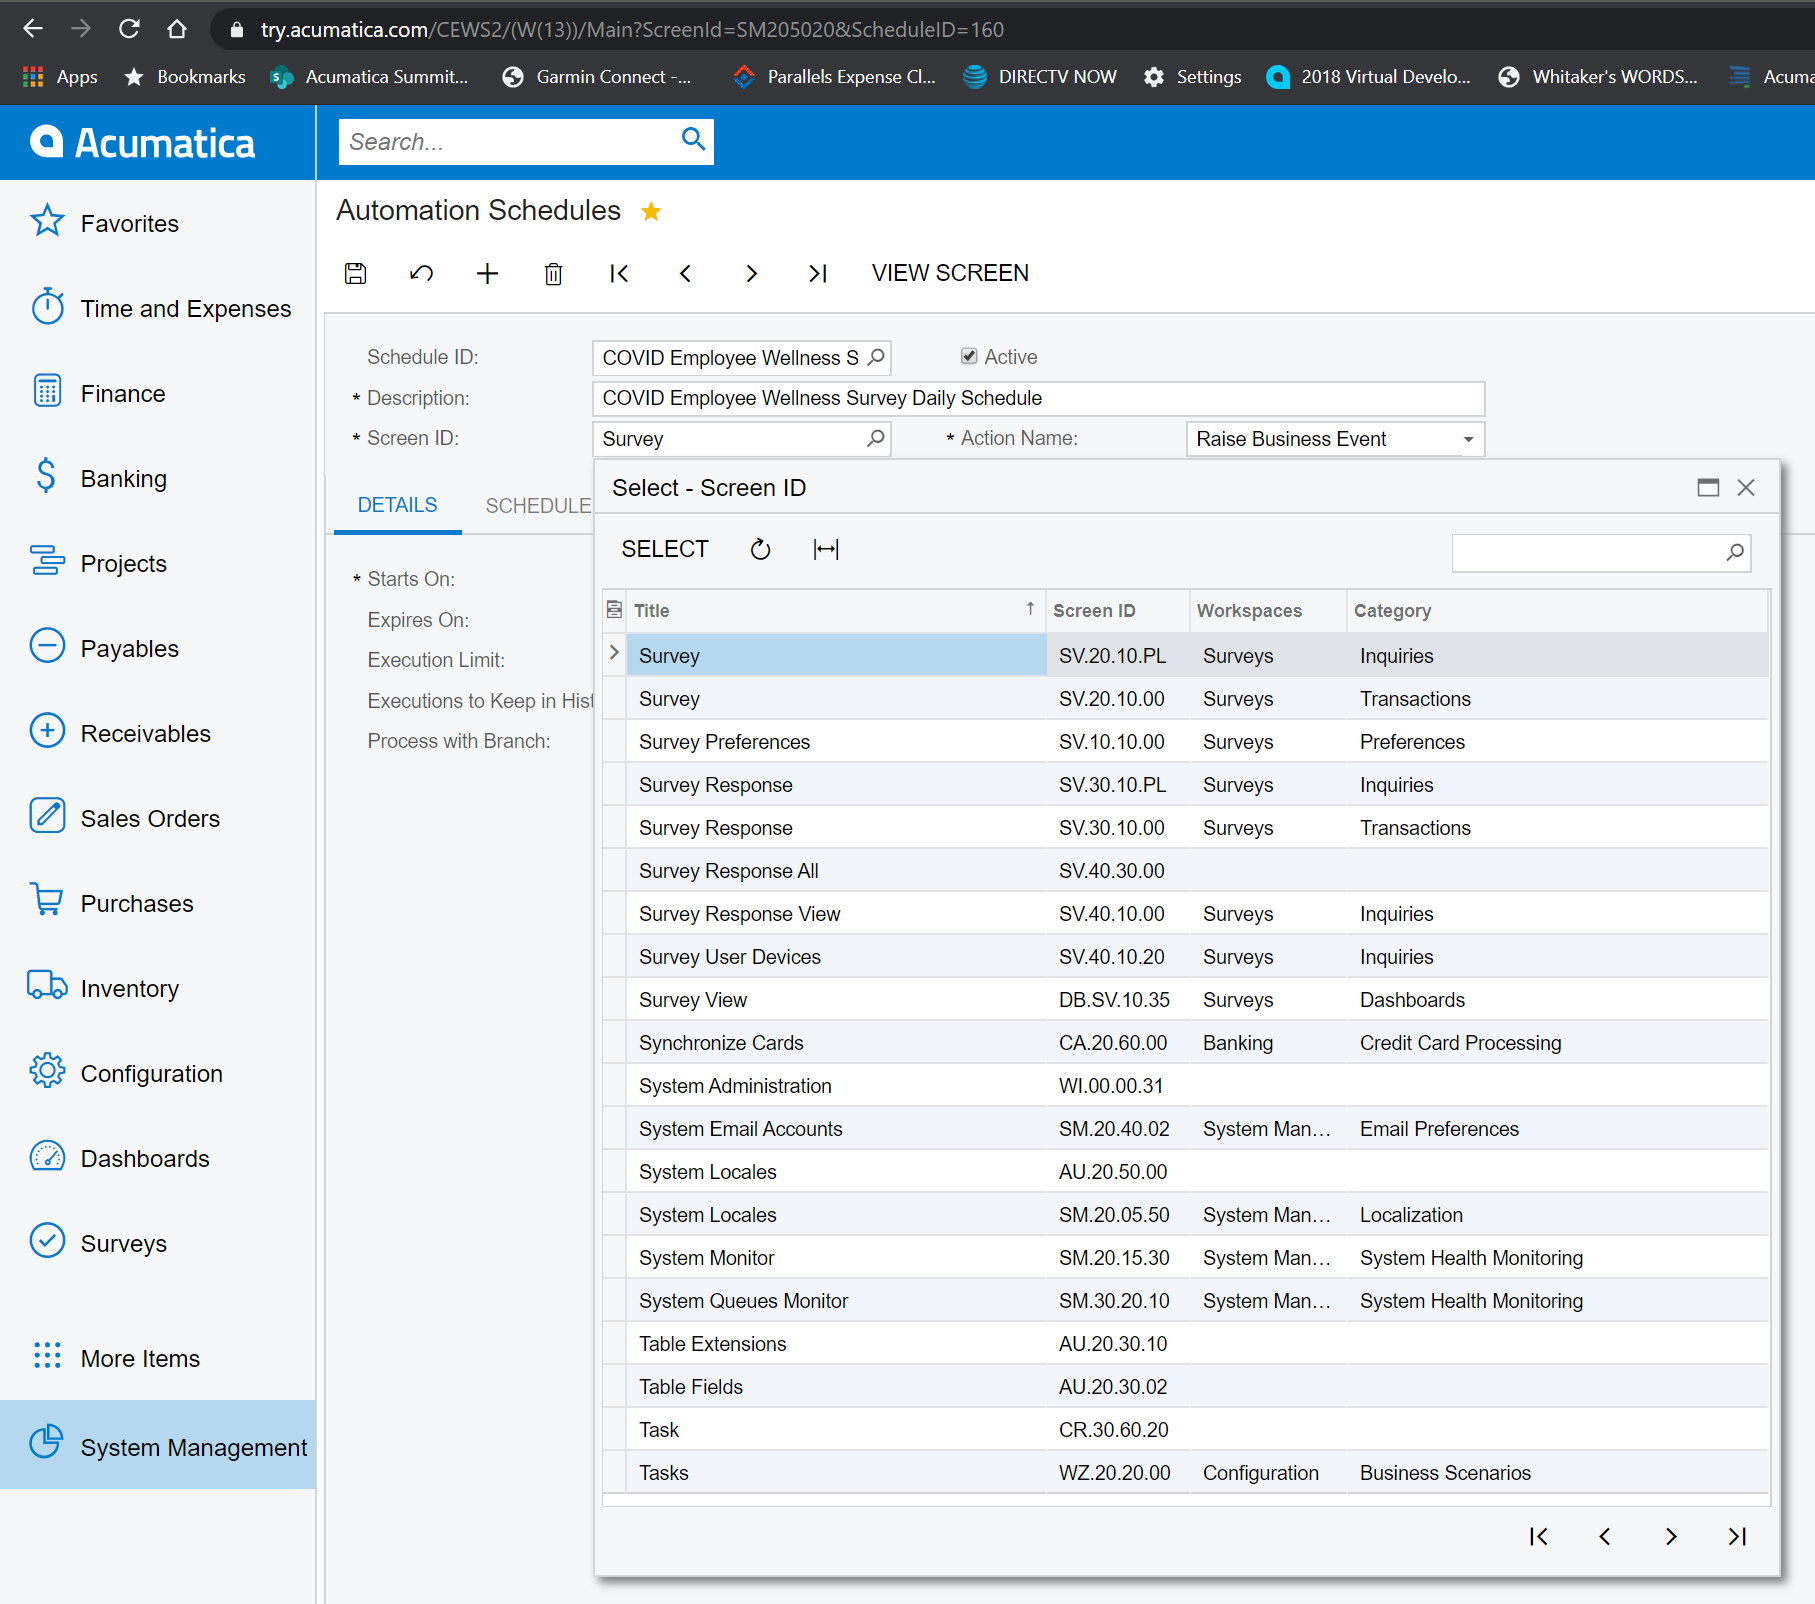 try.acumatica.com/CEWS2/(W(13))/Main?ScreenId=SM205020&ScheduleID=160
Apps Bookmarks Acumatica Summit... Garmin Connect -... Parallels Expense Cl... DIRECTV NOW Settings 2018 Virtual Develo... Whitaker's WORDS... Acuma
Acumatica Search...
Automation Schedules
VIEW SCREEN
Favorites
Time and Expenses
Finance
Banking
Projects
Payables
Receivables
Sales Orders
Purchases
Inventory
Configuration
Dashboards
Surveys
More Items
System Management
Schedule ID: COVID Employee Wellness S Active
* Description: COVID Employee Wellness Survey Daily Schedule
* Screen ID: Survey * Action Name: Raise Business Event
DETAILS SCHEDULE
* Starts On:
Expires On:
Execution Limit:
Executions to Keep in Hist
Process with Branch:
Select - Screen ID
SELECT
Title Screen ID Workspaces Category
Survey SV.20.10.PL Surveys Inquiries
Survey SV.20.10.00 Surveys Transactions
Survey Preferences SV.10.10.00 Surveys Preferences
Survey Response SV.30.10.PL Surveys Inquiries
Survey Response SV.30.10.00 Surveys Transactions
Survey Response All SV.40.30.00
Survey Response View SV.40.10.00 Surveys Inquiries
Survey User Devices SV.40.10.20 Surveys Inquiries
Survey View DB.SV.10.35 Surveys Dashboards
Synchronize Cards CA.20.60.00 Banking Credit Card Processing
System Administration WI.00.00.31
System Email Accounts SM.20.40.02 System Man... Email Preferences
System Locales AU.20.50.00
System Locales SM.20.05.50 System Man... Localization
System Monitor SM.20.15.30 System Man... System Health Monitoring
System Queues Monitor SM.30.20.10 System Man... System Health Monitoring
Table Extensions AU.20.30.10
Table Fields AU.20.30.02
Task CR.30.60.20
Tasks WZ.20.20.00 Configuration Business Scenarios